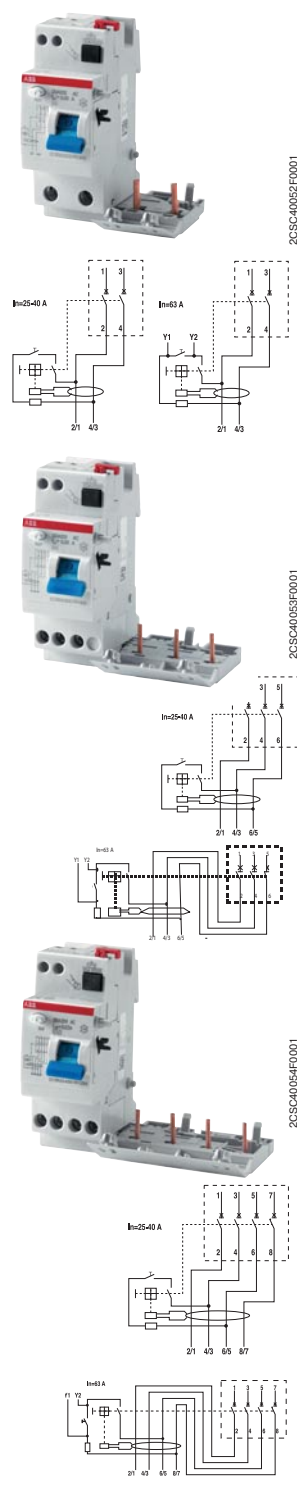 ABB
2CSC40052F0001
1 3
In=25-40 A
2 4
2/1 4/3
1 3
In=63 A
2 4
Y1 Y2
2/1 4/3
ABB
2CSC40053F0001
3 5
In=25-40 A
2 4 6
2/1 4/3 6/5
In=63 A
Y1 Y2
2/1 4/3 6/5
ABB
2CSC40054F0001
1 3 5 7
In=25-40 A
2 4 6 8
2/1 4/3 6/5 8/7
In=63 A
Y1 Y2
1 3 5 7
2 4 6 8
2/1 4/3 6/5 8/7